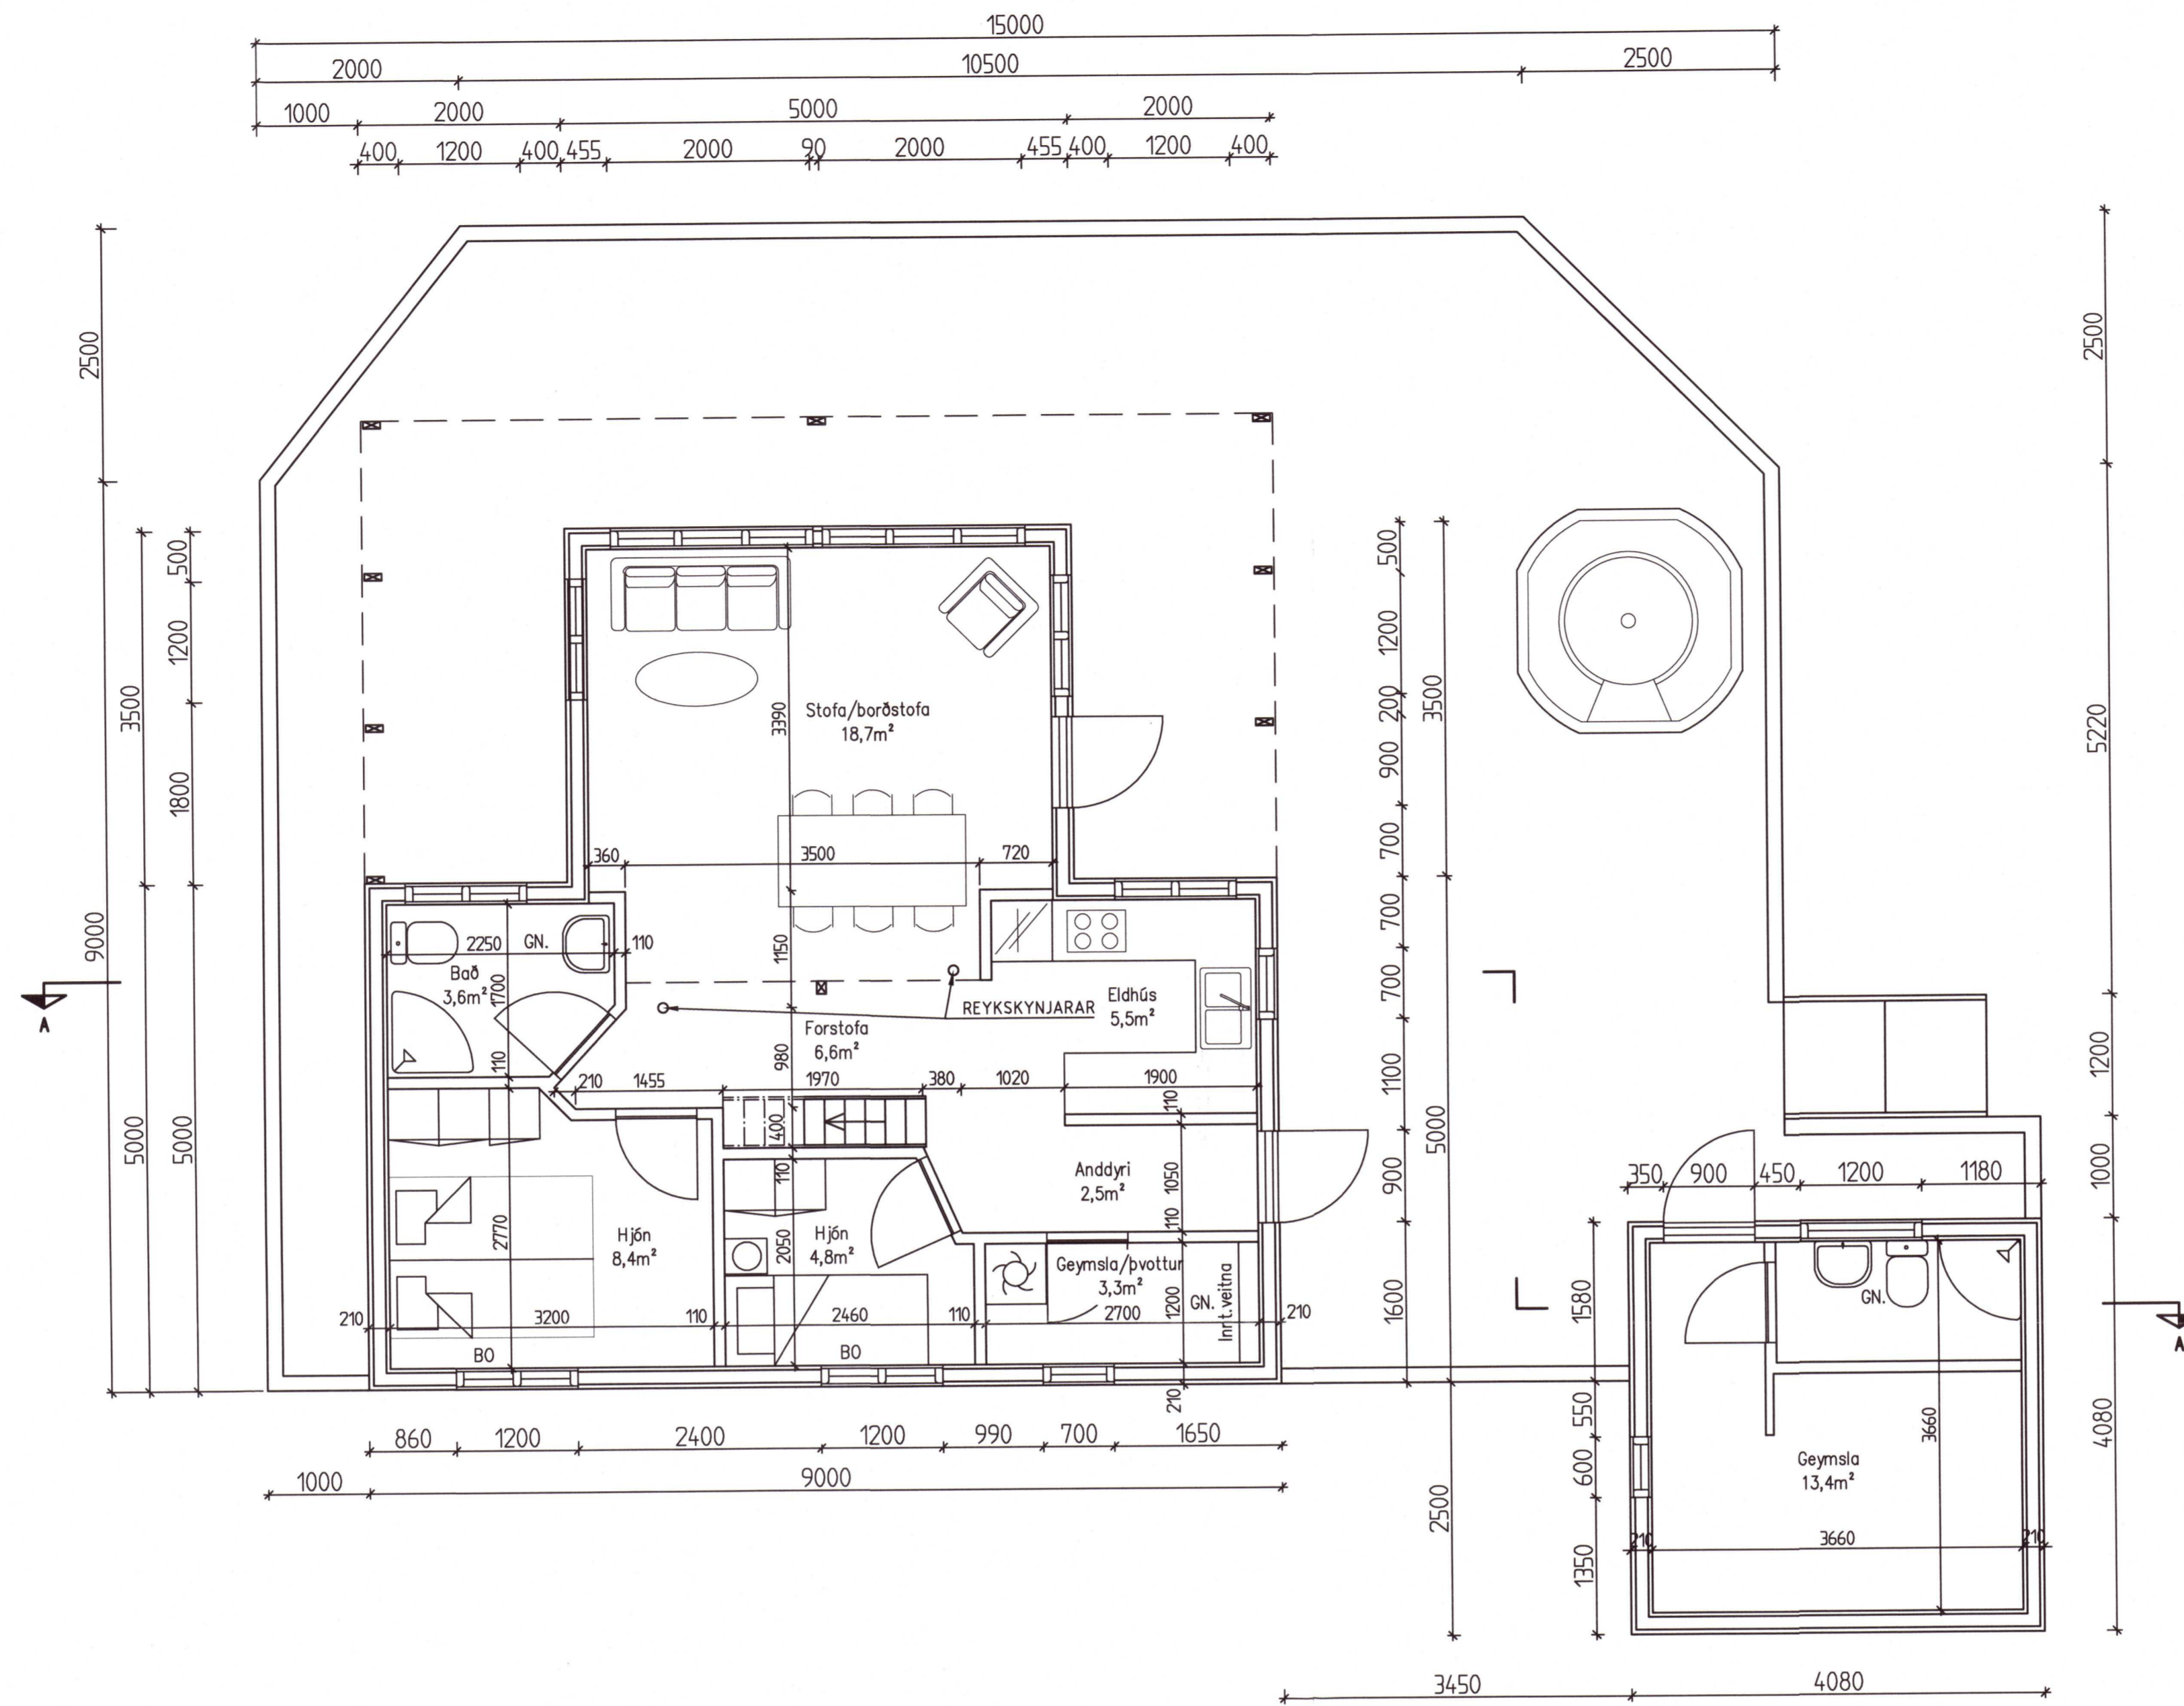 15000
2000 10500 2500
1000 2000 5000 2000
400 1200 400 455 2000 90 2000 455 400 1200 400
2500
9000
3500
5000
500
1200
1800
5000
Stofa/borðstofa
18,7m²
3390
360 3500 720
2250 GN. 110
Bað
3,6m²
1700
110
1150
REYKSKYNJARAR
Eldhús
5,5m²
Forstofa
6,6m²
980
210 1455 1970 380 1020 1900
400
110
110
Anddyri
2,5m²
1050
110
Hjón
8,4m²
2770
Hjón
4,8m²
2050
Geymsla/þvottur
3,3m²
1200
GN.
Innt.veitna
210 3200 110 2460 110 2700 210
BO
BO
210
860 1200 2400 1200 990 700 1650
1000 9000
500
1200
200
900
700
700
700
1100
900
1600
3500
5000
2500
2500
5220
1200
1000
4080
350 900 450 1200 1180
1580
550
600
1350
GN.
3660
Geymsla
13,4m²
210 3660 210
3450 4080
A
A